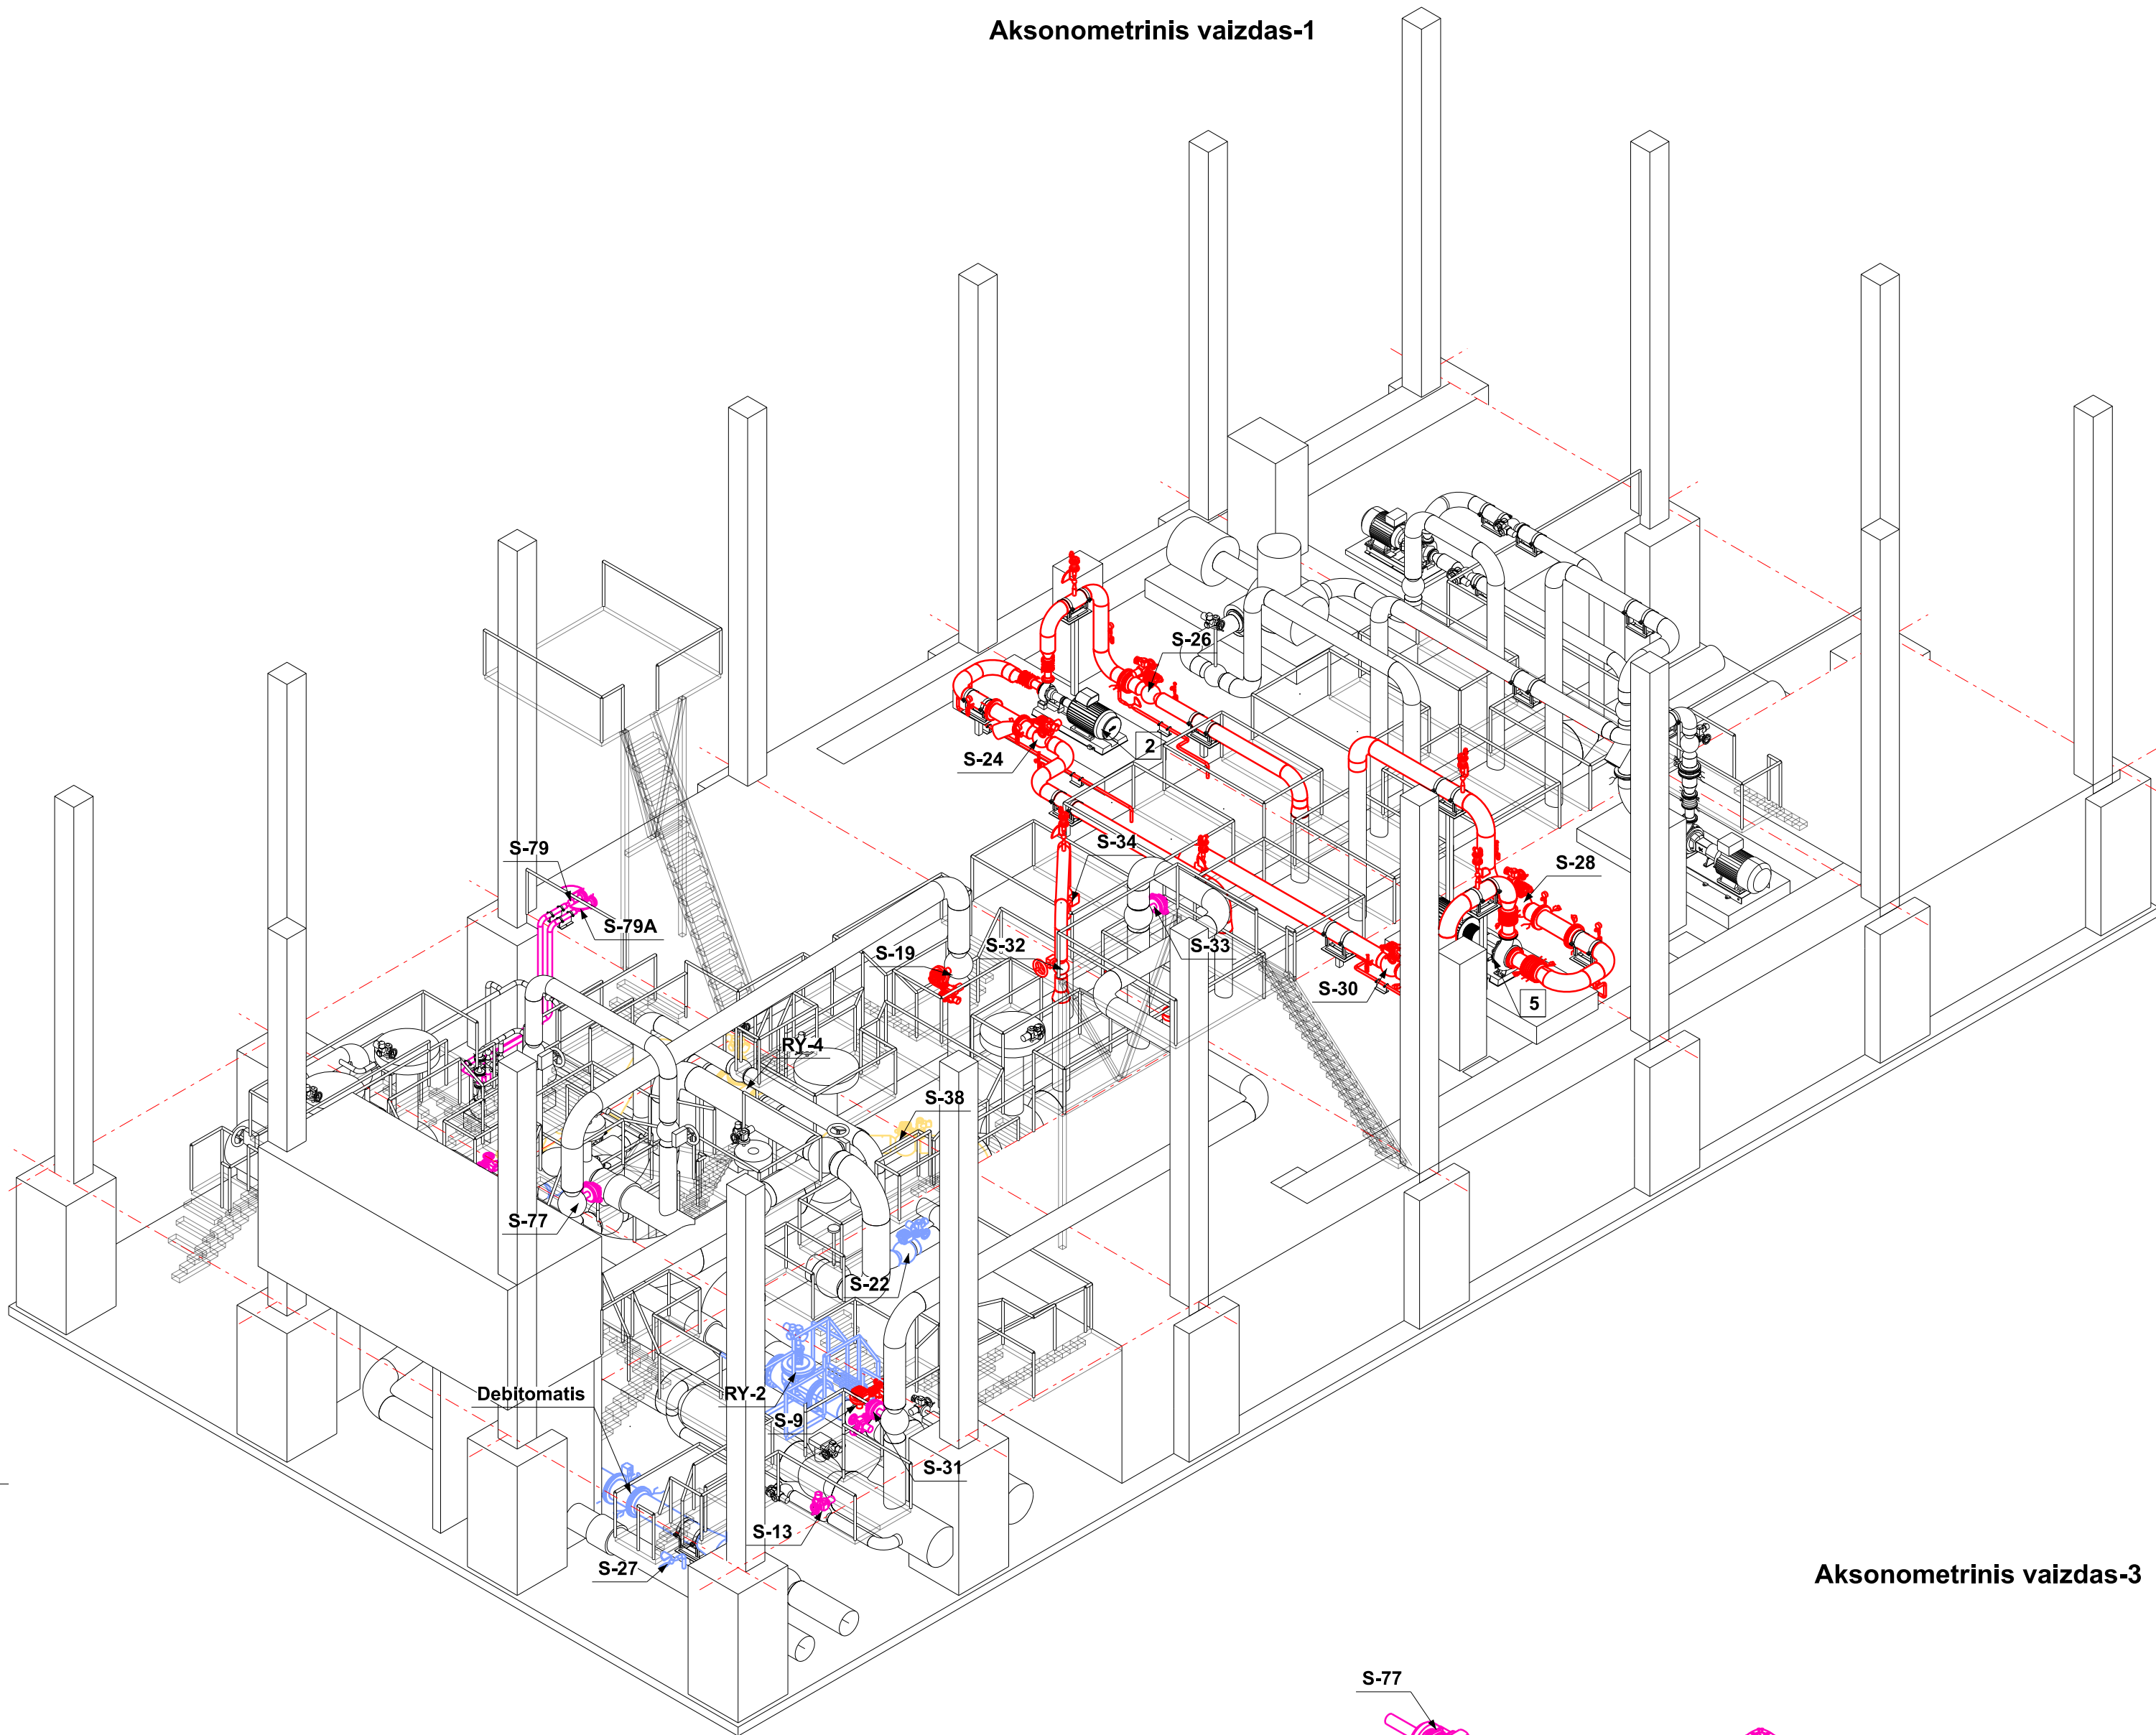 Aksonometrinis vaizdas-1
S-26
2
S-24
S-34
S-79
S-28
S-79A
S-19
S-32
S-33
S-30
5
RY-4
S-38
S-77
S-22
Debitomatis
RY-2
S-9
S-31
S-13
S-27
Aksonometrinis vaizdas-3
S-77